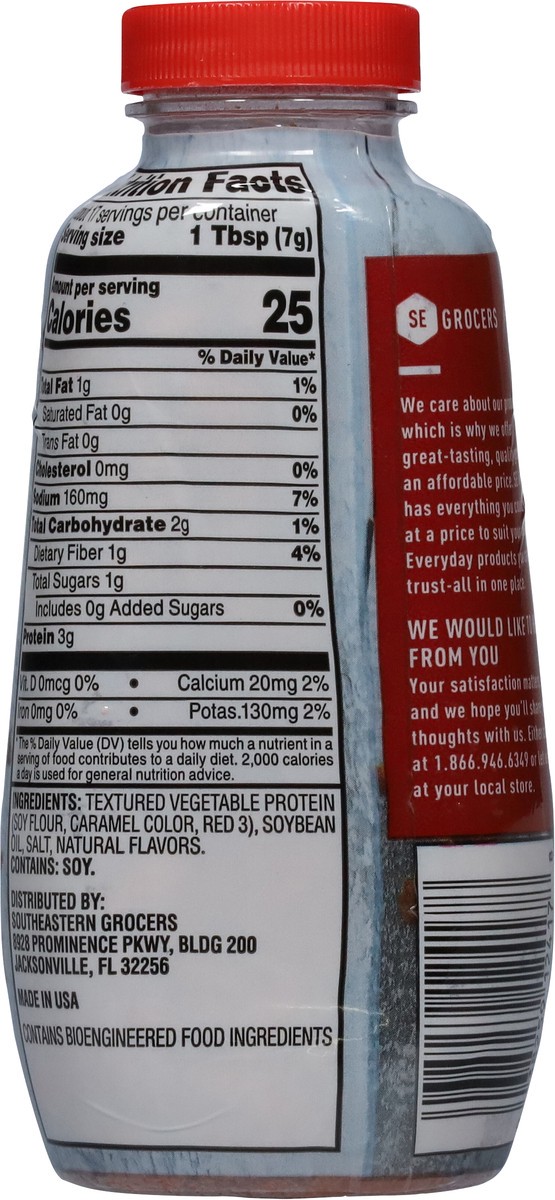 Nutrition Facts
17 servings per container
Serving size 1 Tbsp (7g)
Amount per serving
Calories 25
% Daily Value*
Total Fat 1g 1%
Saturated Fat 0g 0%
Trans Fat 0g
Cholesterol 0mg 0%
Sodium 160mg 7%
Total Carbohydrate 2g 1%
Dietary Fiber 1g 4%
Total Sugars 1g
Includes 0g Added Sugars 0%
Protein 3g
Vit. D 0mcg 0% • Calcium 20mg 2%
Iron 0mg 0% • Potas.130mg 2%
*The % Daily Value (DV) tells you how much a nutrient in a
serving of food contributes to a daily diet. 2,000 calories
a day is used for general nutrition advice.
INGREDIENTS: TEXTURED VEGETABLE PROTEIN
(SOY FLOUR, CARAMEL COLOR, RED 3), SOYBEAN
OIL, SALT, NATURAL FLAVORS.
CONTAINS: SOY.
DISTRIBUTED BY:
SOUTHEASTERN GROCERS
8928 PROMINENCE PKWY, BLDG 200
JACKSONVILLE, FL 32256
MADE IN USA
CONTAINS BIOENGINEERED FOOD INGREDIENTS
SE GROCERS
We care about our
which is why we
great-tasting,
an affordable price.
has everything you
at a price to suit
Everyday products
trust-all in one place
WE WOULD LIKE TO
FROM YOU
Your satisfaction
and we hope you'll
thoughts with us.
at 1.866.946.6349 or
at your local store.